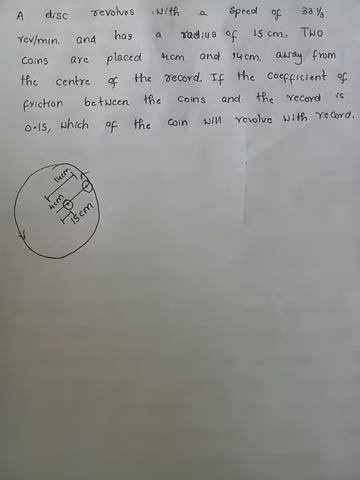 A disc revolves with a speed of 33 1/3
rev/min. and has a radius of 15 cm. Two
coins are placed 4cm and 14cm. away from
the centre of the record. If the coefficient of
friction between the coins and the record is
0.15, which of the coin will revolve with record.
14cm
4cm
15cm